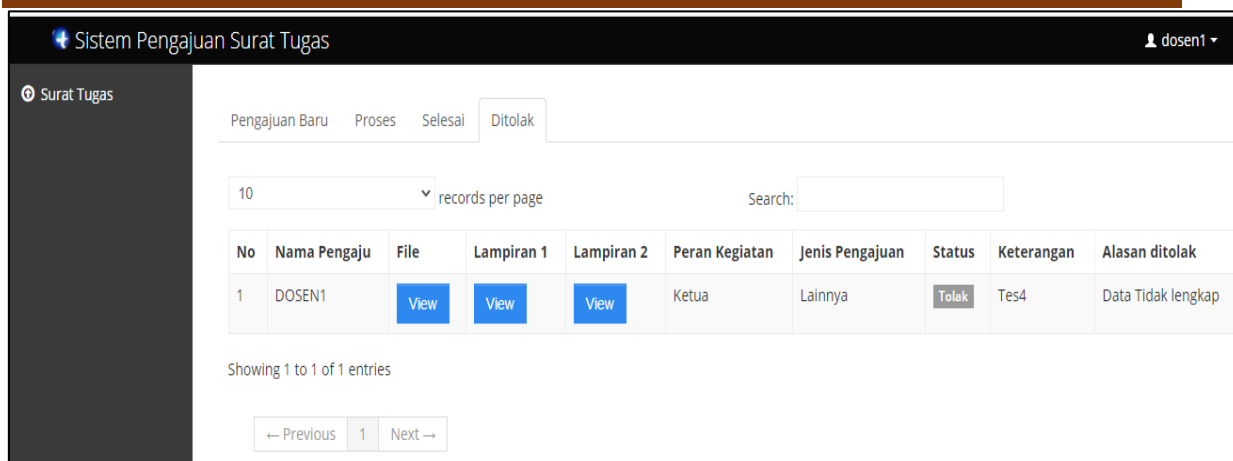 Sistem Pengajuan Surat Tugas dosen1
Surat Tugas
Pengajuan Baru Proses Selesai Ditolak
10 records per page Search:
No Nama Pengaju File Lampiran 1 Lampiran 2 Peran Kegiatan Jenis Pengajuan Status Keterangan Alasan ditolak
1 DOSEN1 View View View Ketua Lainnya Tolak Tes4 Data Tidak lengkap
Showing 1 to 1 of 1 entries
← Previous 1 Next →